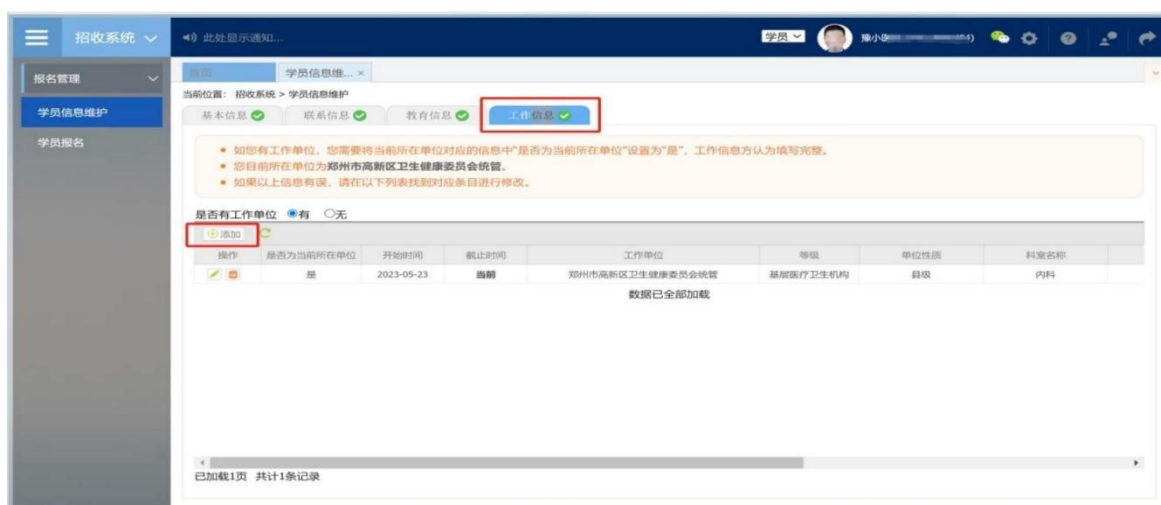 招收系统
此处显示通知...
学员
豫小
报名管理
首页
学员信息维... ×
当前位置： 招收系统 > 学员信息维护
学员信息维护
基本信息
联系信息
教育信息
工作信息
学员报名
• 如您有工作单位，您需要将当前所在单位对应的信息中"是否为当前所在单位"设置为"是"，工作信息方认为填写完整。
• 您目前所在单位为郑州市高新区卫生健康委员会统管。
• 如果以上信息有误，请在以下列表找到对应条目进行修改。
是否有工作单位 有 无
添加
操作 是否为当前所在单位 开始时间 截止时间 工作单位 等级 单位性质 科室名称
是 2023-05-23 当前 郑州市高新区卫生健康委员会统管 基层医疗卫生机构 县级 内科
数据已全部加载
已加载1页 共计1条记录